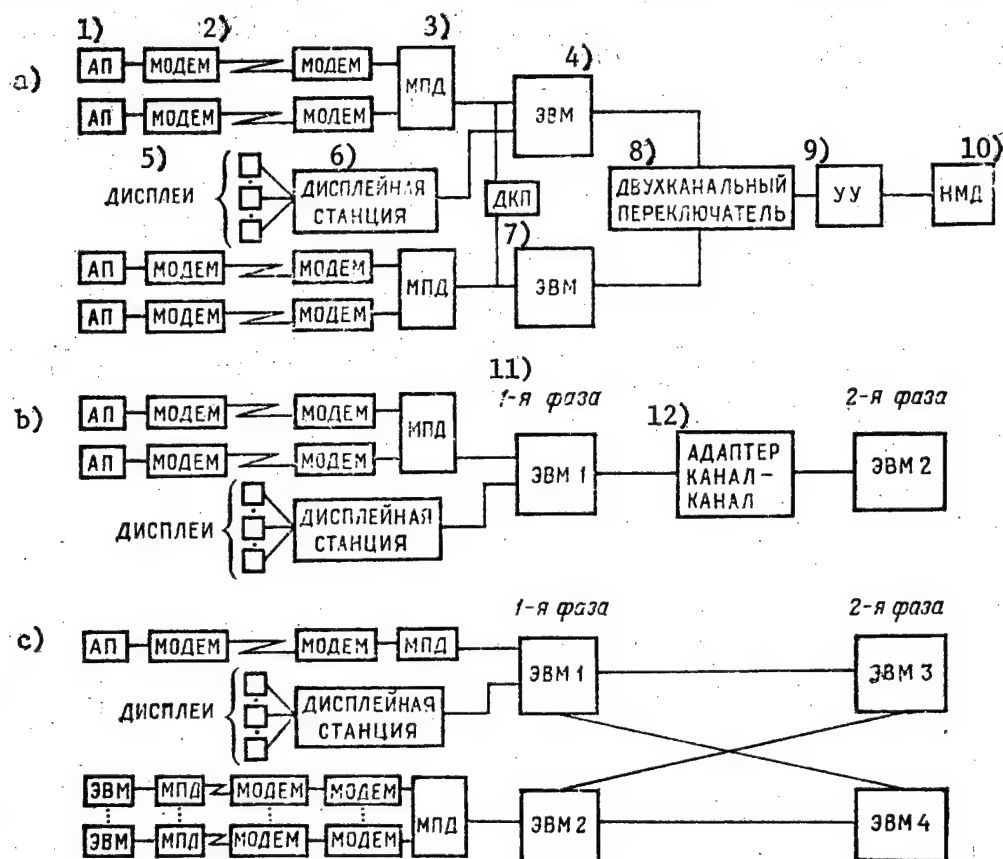 1) 2) 3)
a) АП МОДЕМ МОДЕМ МПД 4) ЭВМ
АП МОДЕМ МОДЕМ
5) 6) 8) 9) 10)
ДИСПЛЕИ ДИСПЛЕЙНАЯ СТАНЦИЯ ДКП ДВУХКАНАЛЬНЫЙ ПЕРЕКЛЮЧАТЕЛЬ УУ НМД
7)
АП МОДЕМ МОДЕМ МПД ЭВМ
АП МОДЕМ МОДЕМ
11)
1-я фаза 2-я фаза
b) АП МОДЕМ МОДЕМ МПД 12)
АП МОДЕМ МОДЕМ ЭВМ 1 АДАПТЕР КАНАЛ– КАНАЛ ЭВМ 2
ДИСПЛЕИ ДИСПЛЕЙНАЯ СТАНЦИЯ
1-я фаза 2-я фаза
c) АП МОДЕМ МОДЕМ МПД ЭВМ 1 ЭВМ 3
ДИСПЛЕИ ДИСПЛЕЙНАЯ СТАНЦИЯ
ЭВМ МПД МОДЕМ МОДЕМ МПД ЭВМ 2 ЭВМ 4
ЭВМ МПД МОДЕМ МОДЕМ